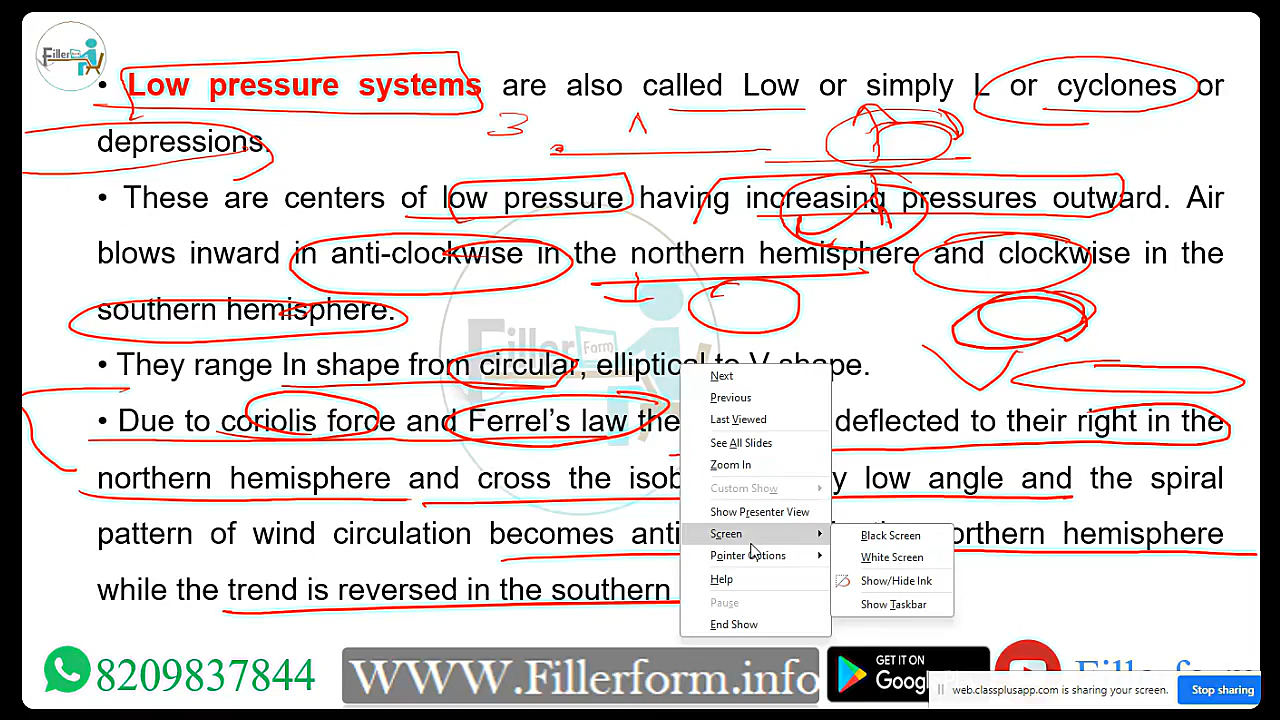 Filler
• Low pressure systems are also called Low or simply L or cyclones or
depressions.
3
• These are centers of low pressure having increasing pressures outward. Air
blows inward in anti-clockwise in the northern hemisphere and clockwise in the
southern hemisphere.
Filler Form
• They range In shape from circular, elliptical to V shape.
• Due to coriolis force and Ferrel's law the deflected to their right in the
northern hemisphere and cross the isob y low angle and the spiral
pattern of wind circulation becomes anti orthern hemisphere
while the trend is reversed in the southern
Next
Previous
Last Viewed
See All Slides
Zoom In
Custom Show
Show Presenter View
Screen
Pointer Options
Help
Pause
End Show
Black Screen
White Screen
Show/Hide Ink
Show Taskbar
8209837844
WWW.Fillerform.info
GET IT ON
Goog
web.classplusapp.com is sharing your screen.
Stop sharing